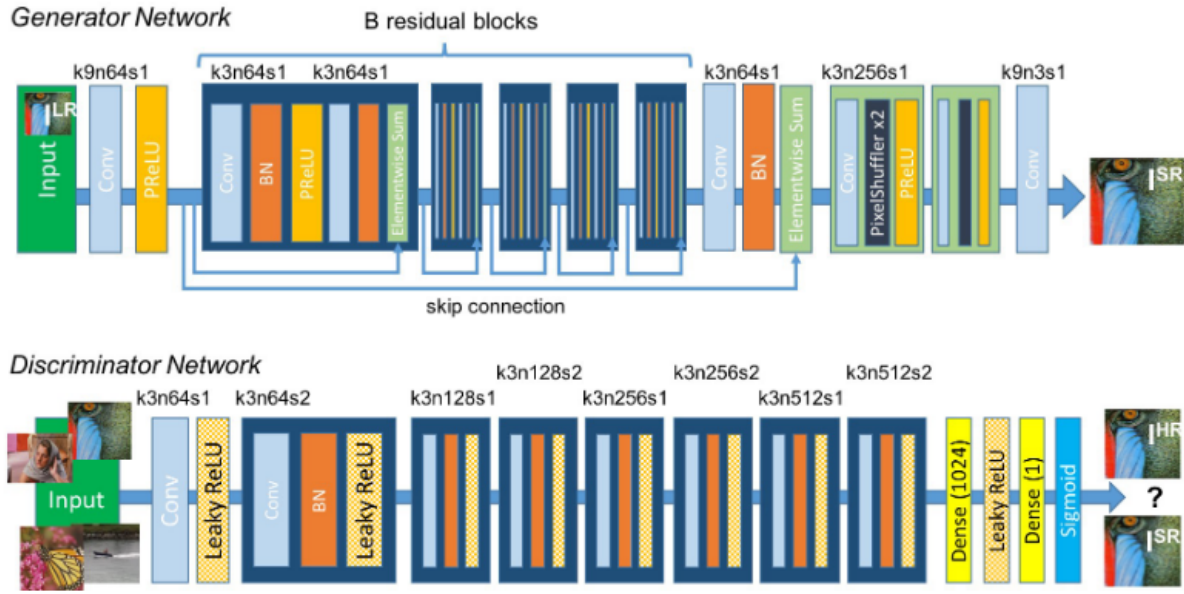 Generator Network
B residual blocks
k9n64s1
k3n64s1
k3n64s1
k3n64s1
k3n256s1
k9n3s1
I^LR
Input
Conv
PReLU
Conv
BN
PReLU
Elementwise Sum
Conv
BN
Elementwise Sum
Conv
PixelShuffler x2
PReLU
Conv
I^SR
skip connection
Discriminator Network
k3n64s1
k3n64s2
k3n128s1
k3n128s2
k3n256s1
k3n256s2
k3n512s1
k3n512s2
Input
Conv
Leaky ReLU
Conv
BN
Leaky ReLU
Dense (1024)
Leaky ReLU
Dense (1)
Sigmoid
I^HR
?
I^SR